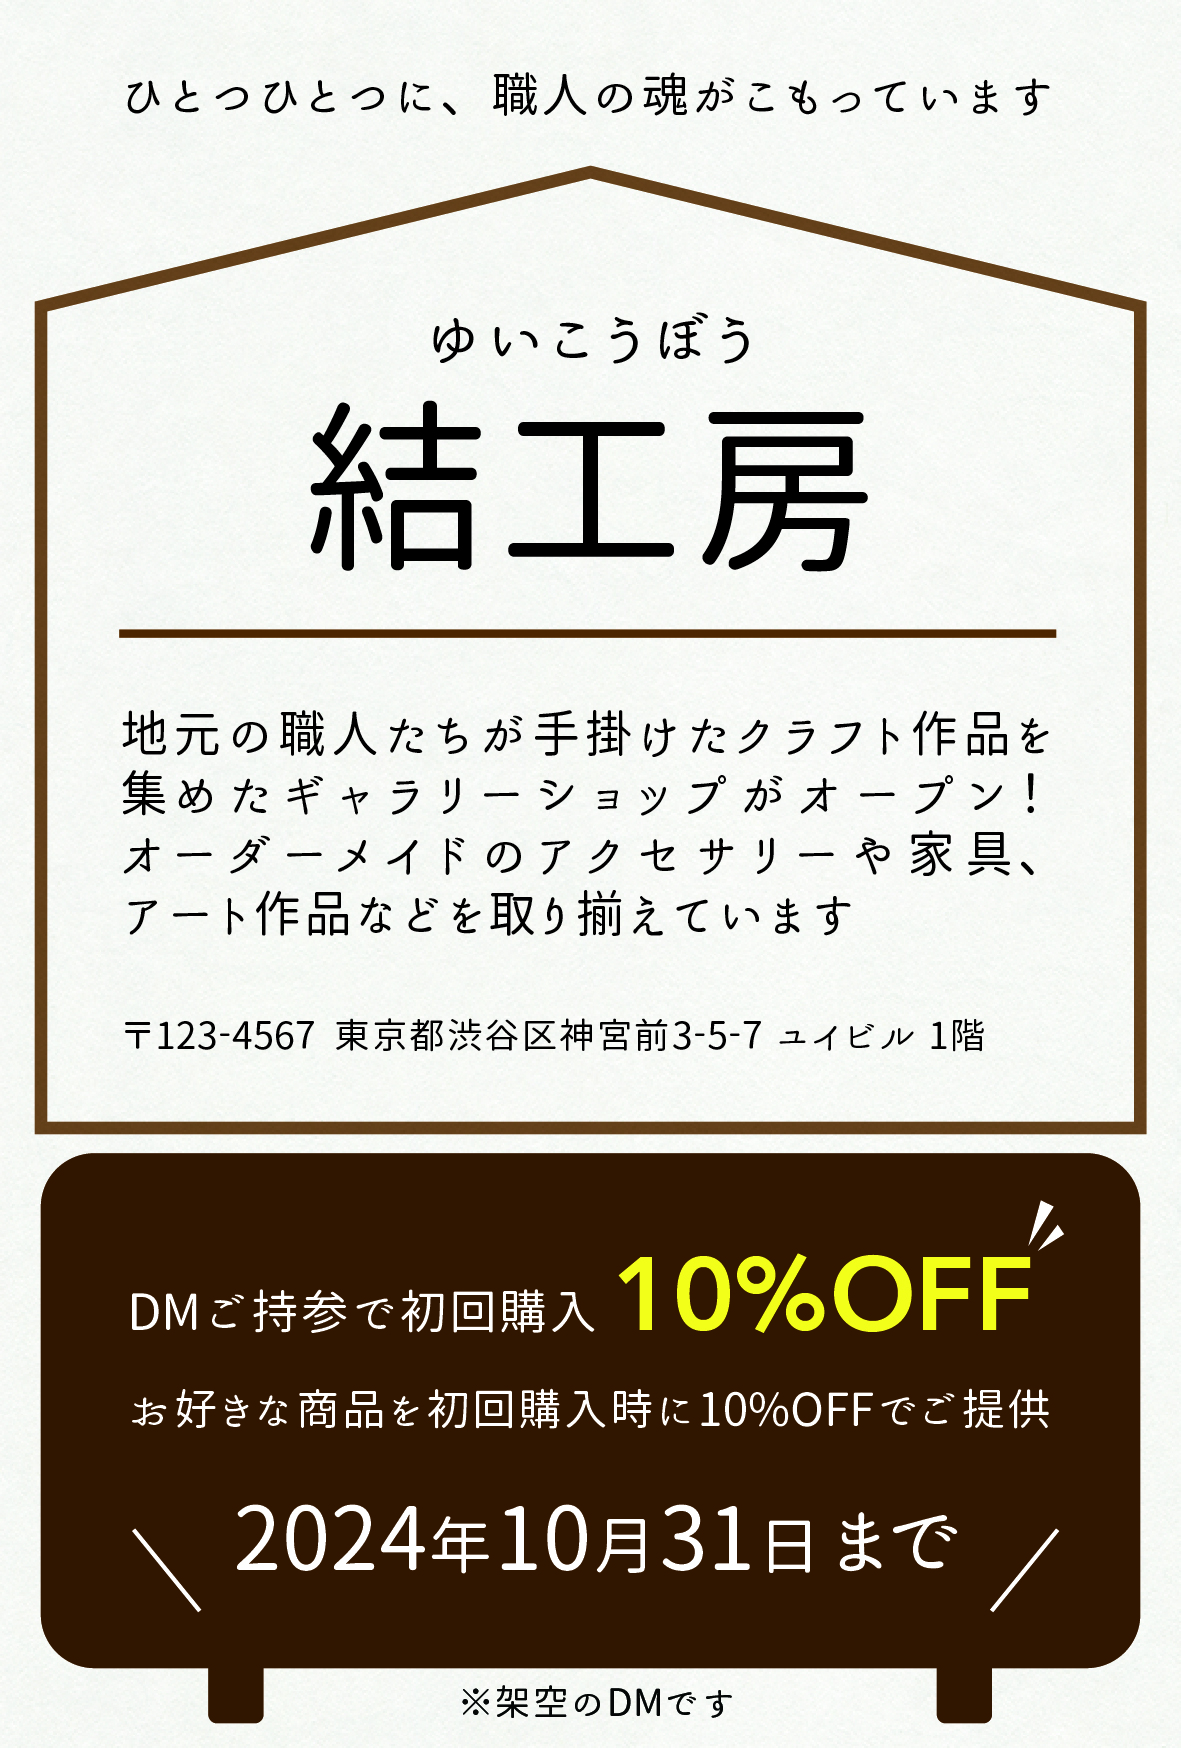 ひとつひとつに、職人の魂がこもっています
ゆいこうぼう
結工房
地元の職人たちが手掛けたクラフト作品を
集めたギャラリーショップがオープン！
オーダーメイドのアクセサリーや家具、
アート作品などを取り揃えています
〒123-4567 東京都渋谷区神宮前3-5-7 ユイビル 1階
DMご持参で初回購入 10%OFF
お好きな商品を初回購入時に10%OFFでご提供
2024年10月31日まで
※架空のDMです